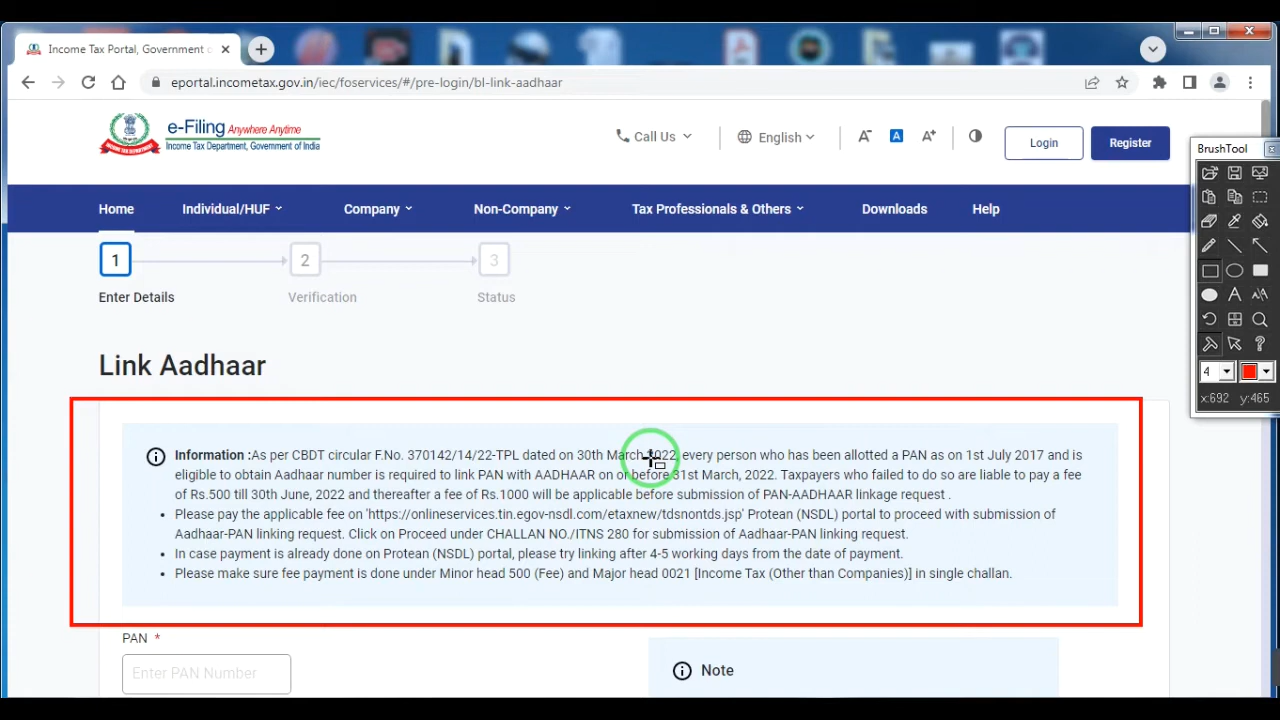 Income Tax Portal, Government o
eportal.incometax.gov.in/iec/foservices/#/pre-login/bl-link-aadhaar
e-Filing Anywhere Anytime
Income Tax Department, Government of India
Call Us
English
A-
A
A+
Login
Register
BrushTool
Home
Individual/HUF
Company
Non-Company
Tax Professionals & Others
Downloads
Help
1
2
3
Enter Details
Verification
Status
Link Aadhaar
4
x:692 y:465
Information :As per CBDT circular F.No. 370142/14/22-TPL dated on 30th March 2022, every person who has been allotted a PAN as on 1st July 2017 and is
eligible to obtain Aadhaar number is required to link PAN with AADHAAR on or before 31st March, 2022. Taxpayers who failed to do so are liable to pay a fee
of Rs.500 till 30th June, 2022 and thereafter a fee of Rs.1000 will be applicable before submission of PAN-AADHAAR linkage request .
• Please pay the applicable fee on 'https://onlineservices.tin.egov-nsdl.com/etaxnew/tdsnontds.jsp' Protean (NSDL) portal to proceed with submission of
Aadhaar-PAN linking request. Click on Proceed under CHALLAN NO./ITNS 280 for submission of Aadhaar-PAN linking request.
• In case payment is already done on Protean (NSDL) portal, please try linking after 4-5 working days from the date of payment.
• Please make sure fee payment is done under Minor head 500 (Fee) and Major head 0021 [Income Tax (Other than Companies)] in single challan.
PAN *
Enter PAN Number
Note